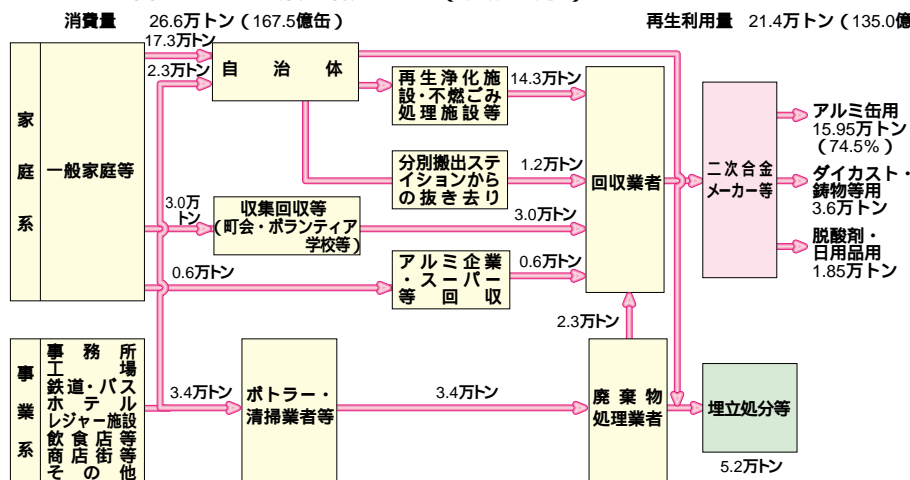 消費量 26.6万トン(167.5億缶)
再生利用量 21.4万トン(135.0億
家庭系
一般家庭等
17.3万トン
2.3万トン
自治体
再生浄化施
設・不燃ごみ
処理施設等
14.3万トン
分別搬出ステ
イションから
の抜き去り
1.2万トン
3.0万
トン
収集回収等
(町会・ボランティア
学校等)
3.0万トン
0.6万トン
アルミ企業
・スーパー
等回収
0.6万トン
回収業者
二次合金
メーカー等
アルミ缶用
15.95万トン
(74.5%)
ダイカスト・
鋳物等用
3.6万トン
脱酸剤・
日用品用
1.85万トン
2.3万トン
事業系
事務所
工場
鉄道・バス
ホテル
レジャー施設
飲食店等
商店街等
その他
3.4万トン
ボトラー・
清掃業者等
3.4万トン
廃棄物
処理業者
埋立処分等
5.2万トン